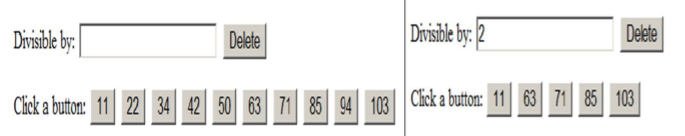 Divisible by: Delete
Click a button: 11 22 34 42 50 63 71 85 94 103
Divisible by: 2 Delete
Click a button: 11 63 71 85 103